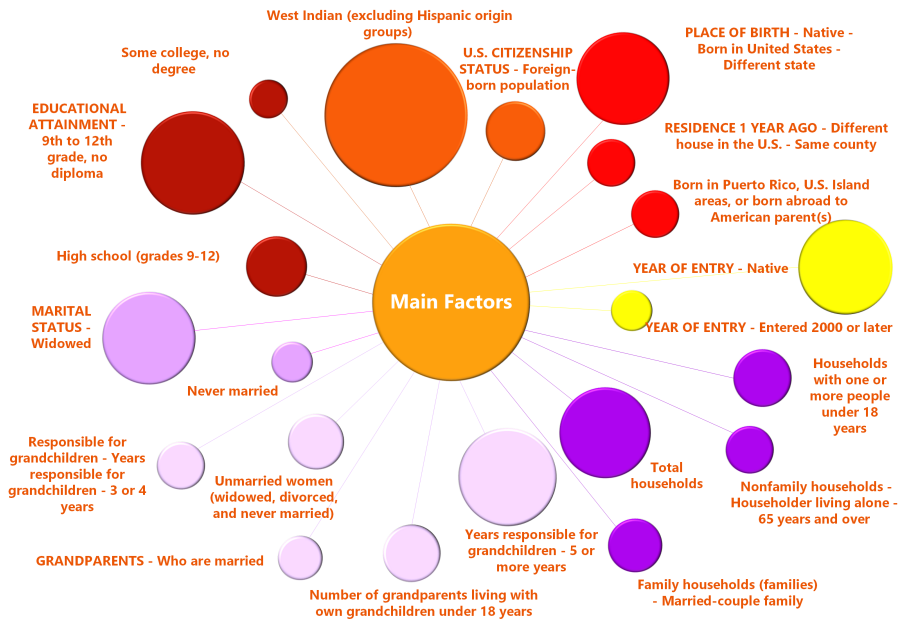 West Indian (excluding Hispanic origin
groups)
Some college, no
degree
U.S. CITIZENSHIP
STATUS - Foreign-
born population
PLACE OF BIRTH - Native -
Born in United States -
Different state
EDUCATIONAL
ATTAINMENT -
9th to 12th
grade, no
diploma
RESIDENCE 1 YEAR AGO - Different
house in the U.S. - Same
county
Born in Puerto Rico, U.S. Island
areas, or born abroad to
American parent(s)
High school (grades 9-12)
YEAR OF ENTRY - Native
Main Factors
MARITAL
STATUS -
Widowed
YEAR OF ENTRY - Entered 2000 or later
Never married
Households
with one or
more people
under 18
years
Responsible for
grandchildren - Years
responsible for
grandchildren - 3 or 4
years
Unmarried women
(widowed, divorced,
and never married)
Total
households
Nonfamily households -
Householder living alone -
65 years and over
Years responsible for
grandchildren - 5 or
more years
GRANDPARENTS - Who are married
Number of grandparents living with
own grandchildren under 18 years
Family households (families)
- Married-couple family